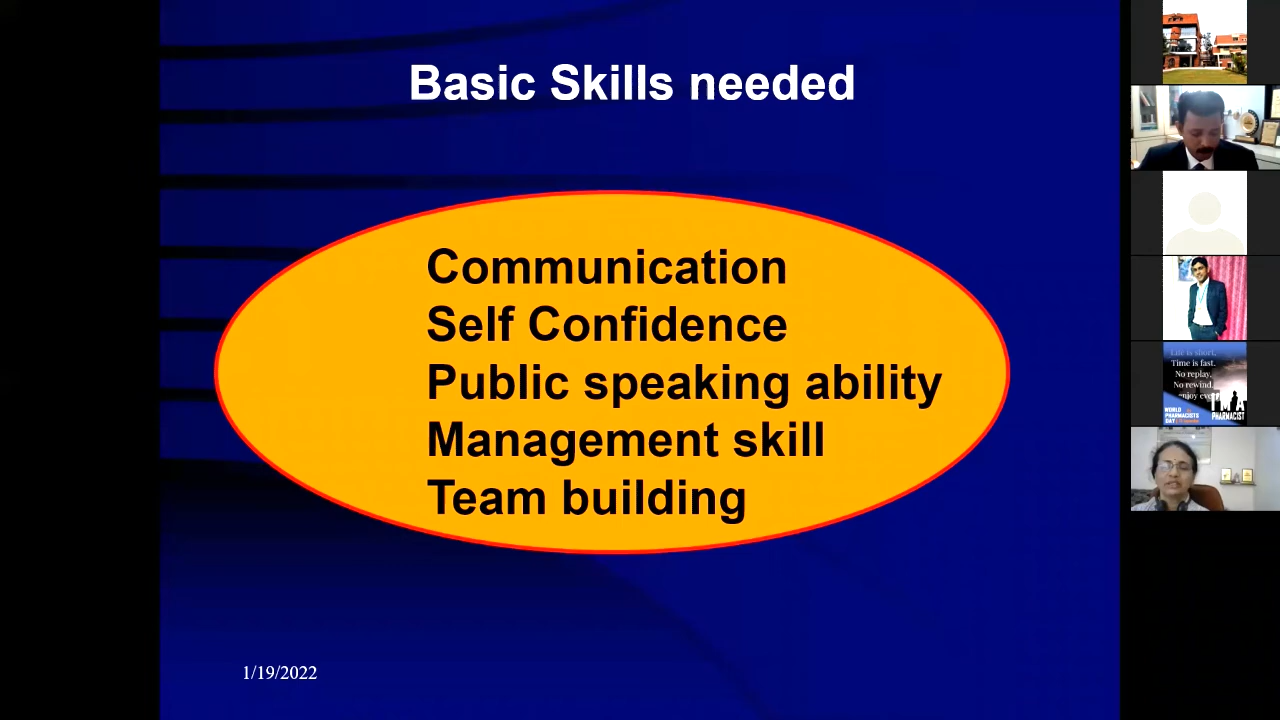 Basic Skills needed
Communication
Self Confidence
Public speaking ability
Management skill
Team building
1/19/2022
Life is short,
Time is fast.
No replay,
No rewind,
WORLD
PHARMACISTS
DAY
I'M A
PHARMACIST